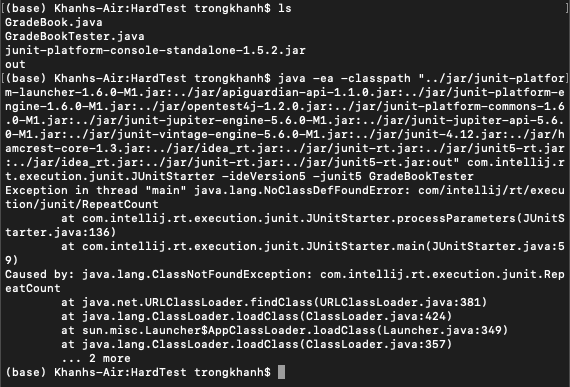 [(base) Khanhs-Air:HardTest trongkhanh$ ls                                      ]
GradeBook.java
GradeBookTester.java
junit-platform-console-standalone-1.5.2.jar
out
[(base) Khanhs-Air:HardTest trongkhanh$ java -ea -classpath "../jar/junit-platfor]
m-launcher-1.6.0-M1.jar:../jar/apiguardian-api-1.1.0.jar:../jar/junit-platform-e
ngine-1.6.0-M1.jar:../jar/opentest4j-1.2.0.jar:../jar/junit-platform-commons-1.6
.0-M1.jar:../jar/junit-jupiter-engine-5.6.0-M1.jar:../jar/junit-jupiter-api-5.6.
0-M1.jar:../jar/junit-vintage-engine-5.6.0-M1.jar:../jar/junit-4.12.jar:../jar/h
amcrest-core-1.3.jar:../jar/idea_rt.jar:../jar/junit-rt.jar:../jar/junit5-rt.jar
:../jar/idea_rt.jar:../jar/junit-rt.jar:../jar/junit5-rt.jar:out" com.intellij.r
t.execution.junit.JUnitStarter -ideVersion5 -junit5 GradeBookTester
Exception in thread "main" java.lang.NoClassDefFoundError: com/intellij/rt/execu
tion/junit/RepeatCount
        at com.intellij.rt.execution.junit.JUnitStarter.processParameters(JUnitS
tarter.java:136)
        at com.intellij.rt.execution.junit.JUnitStarter.main(JUnitStarter.java:5
9)
Caused by: java.lang.ClassNotFoundException: com.intellij.rt.execution.junit.Rep
eatCount
        at java.net.URLClassLoader.findClass(URLClassLoader.java:381)
        at java.lang.ClassLoader.loadClass(ClassLoader.java:424)
        at sun.misc.Launcher$AppClassLoader.loadClass(Launcher.java:349)
        at java.lang.ClassLoader.loadClass(ClassLoader.java:357)
        ... 2 more
(base) Khanhs-Air:HardTest trongkhanh$